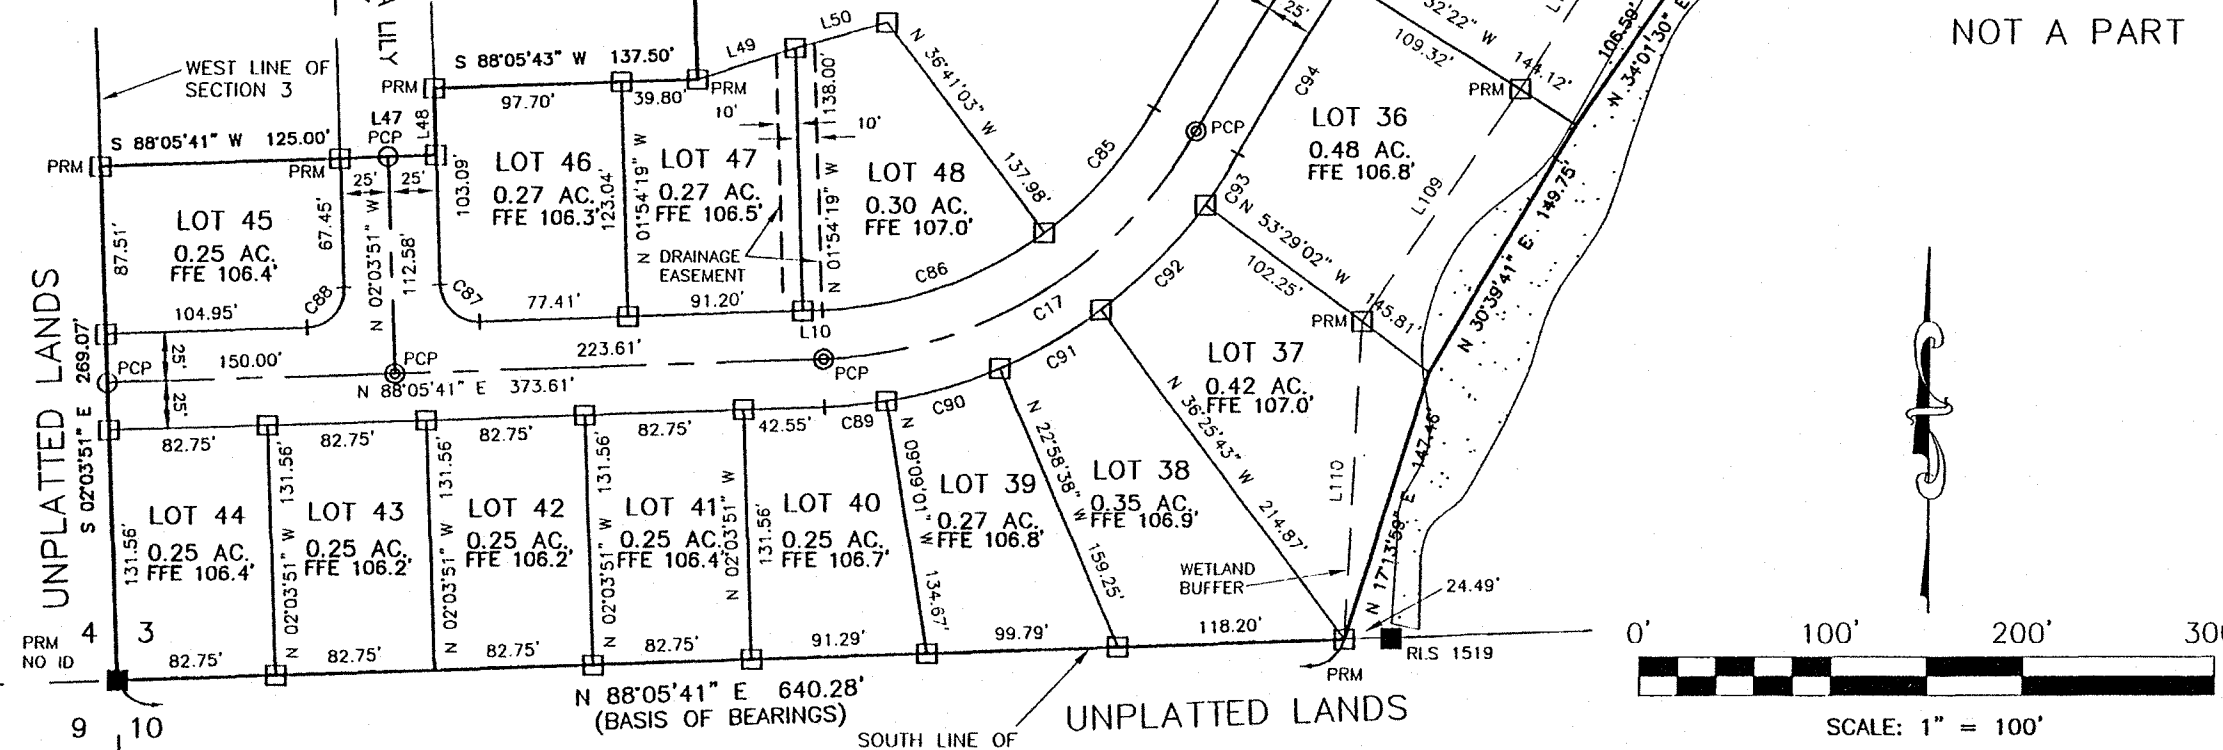 NOT A PART
A LILY
L50
L49
N 36°41'03" W
137.98'
25'
32'22" W
109.32'
144.12'
106.59'
N 34°01'30" E
WEST LINE OF
SECTION 3
S 88°05'43" W 137.50'
PRM
97.70'
39.80'
PRM
10'
10'
138.00'
C94
PRM
PCP
L47
PCP
L48
S 88°05'41" W 125.00'
PRM
PRM
25'
25'
103.09'
LOT 46
0.27 AC.
FFE 106.3'
123.04'
N 01°54'19" W
LOT 47
0.27 AC.
FFE 106.5'
DRAINAGE
EASEMENT
N 01°54'19" W
LOT 48
0.30 AC.
FFE 107.0'
C85
C86
LOT 36
0.48 AC.
FFE 106.8'
C93
L109
N 53°29'02" W
102.25'
145.81'
N 30°39'41" E 149.75'
LOT 45
0.25 AC.
FFE 106.4'
87.51'
67.45'
N 02°03'51" W
112.58'
C88
C87
104.95'
77.41'
91.20'
L10
C17
C92
PRM
UNPLATTED LANDS
S 02°03'51" E 269.07'
PCP
25'
25'
150.00'
PCP
223.61'
N 88°05'41" E 373.61'
PCP
C91
LOT 37
0.42 AC.
FFE 107.0'
82.75'
82.75'
82.75'
82.75'
42.55'
C89
C90
N 36°25'43" W
214.87'
L110
N 17°13'59" E 147.46'
131.56'
LOT 44
0.25 AC.
FFE 106.4'
N 02°03'51" W 131.56'
LOT 43
0.25 AC.
FFE 106.2'
N 02°03'51" W 131.56'
LOT 42
0.25 AC.
FFE 106.2'
N 02°03'51" W 131.56'
LOT 41
0.25 AC.
FFE 106.4'
N 02°03'51" W
131.56'
LOT 40
0.25 AC.
FFE 106.7'
N 09°09'01" W
134.67'
LOT 39
0.27 AC.
FFE 106.8'
N 22°58'38" W
159.25'
LOT 38
0.35 AC.
FFE 106.9'
WETLAND
BUFFER
24.49'
PRM
NO ID
4 3
82.75'
82.75'
82.75'
82.75'
91.29'
99.79'
118.20'
RLS 1519
PRM
N 88°05'41" E 640.28'
(BASIS OF BEARINGS)
UNPLATTED LANDS
9 10
SOUTH LINE OF
0' 100' 200'
SCALE: 1" = 100'